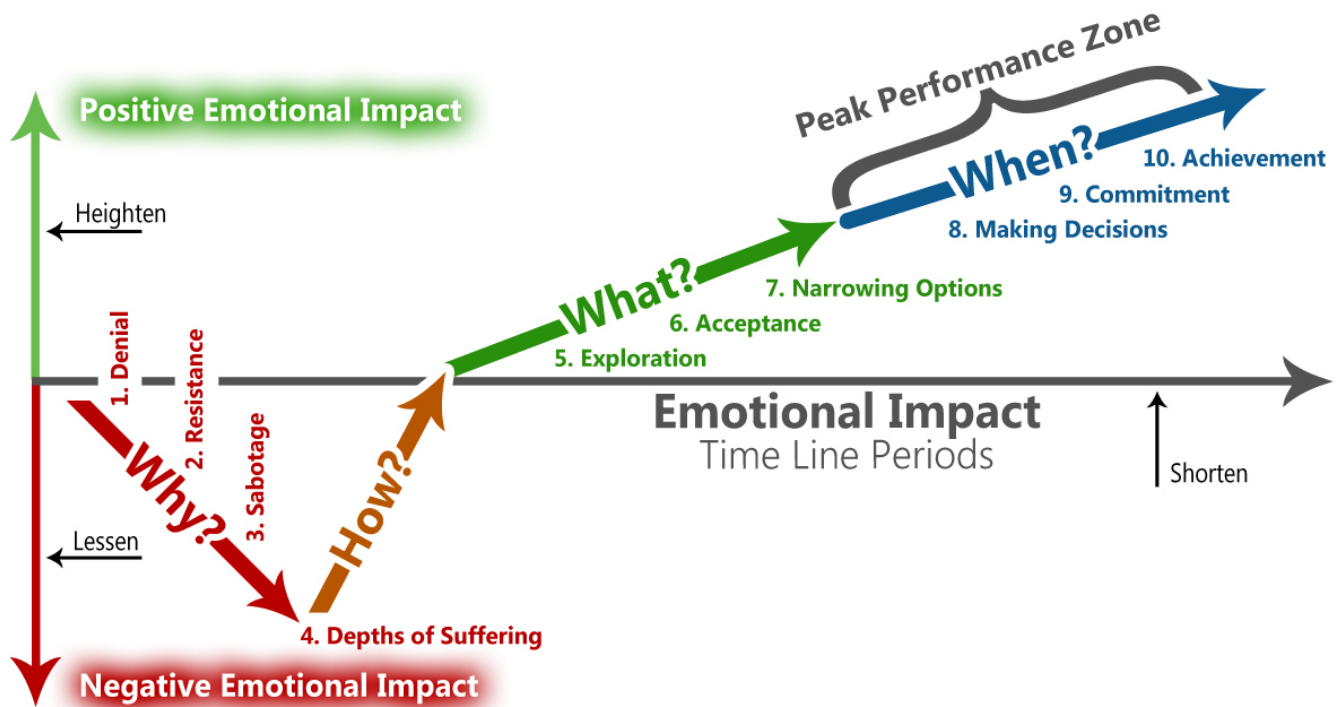 Peak Performance Zone
Positive Emotional Impact
When?
10. Achievement
9. Commitment
8. Making Decisions
Heighten
What?
7. Narrowing Options
6. Acceptance
5. Exploration
1. Denial
2. Resistance
3. Sabotage
Emotional Impact
Time Line Periods
Shorten
Why?
How?
Lessen
4. Depths of Suffering
Negative Emotional Impact